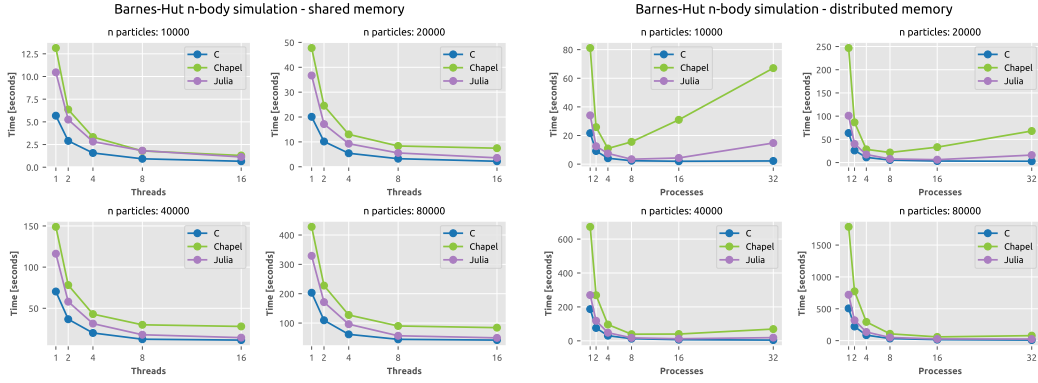 Barnes-Hut n-body simulation - shared memory
n particles: 10000
12.5
10.0
7.5
5.0
2.5
0.0
Time [seconds]
C
Chapel
Julia
1 2 4 8 16
Threads
n particles: 20000
50
40
30
20
10
0
Time [seconds]
C
Chapel
Julia
1 2 4 8 16
Threads
n particles: 40000
150
100
50
Time [seconds]
C
Chapel
Julia
1 2 4 8 16
Threads
n particles: 80000
400
300
200
100
Time [seconds]
C
Chapel
Julia
1 2 4 8 16
Threads
Barnes-Hut n-body simulation - distributed memory
n particles: 10000
80
60
40
20
0
Time [seconds]
C
Chapel
Julia
1 2 4 8 16 32
Processes
n particles: 20000
250
200
150
100
50
0
Time [seconds]
C
Chapel
Julia
1 2 4 8 16 32
Processes
n particles: 40000
600
400
200
0
Time [seconds]
C
Chapel
Julia
1 2 4 8 16 32
Processes
n particles: 80000
1500
1000
500
0
Time [seconds]
C
Chapel
Julia
1 2 4 8 16 32
Processes